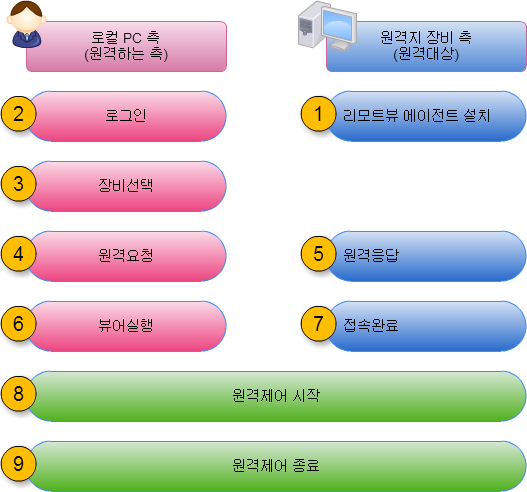 로컬 PC 측
(원격하는 측)
원격지 장비 측
(원격대상)
2
로그인
1
리모트뷰 에이전트 설치
3
장비선택
4
원격요청
5
원격응답
6
뷰어실행
7
접속완료
8
원격제어 시작
9
원격제어 종료